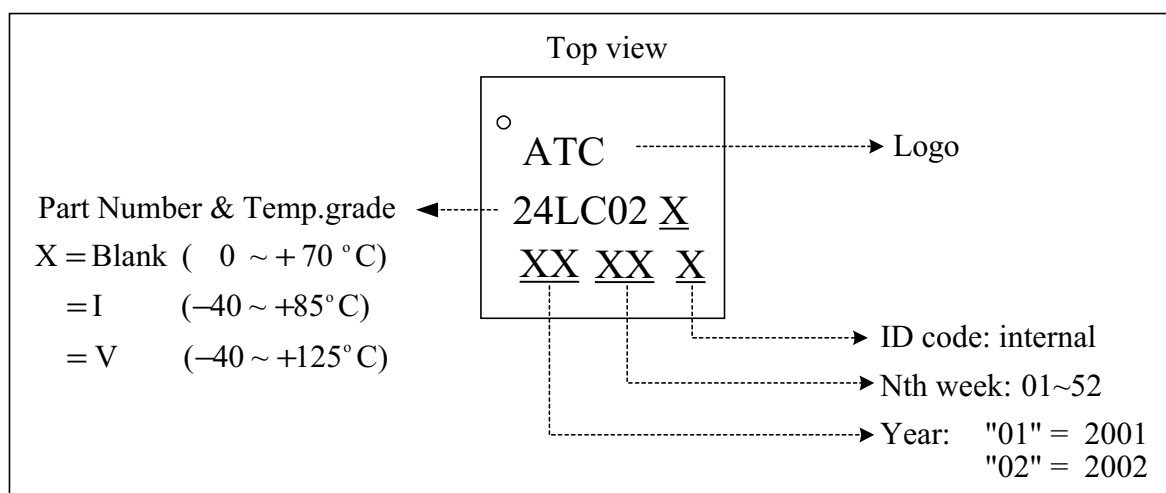 Top view
ATC
Logo
Part Number & Temp.grade
24LC02 X
X = Blank ( 0 ~ + 70 °C)
XX XX X
= I (−40 ~ +85°C)
ID code: internal
= V (−40 ~ +125°C)
Nth week: 01~52
Year: "01" = 2001
"02" = 2002